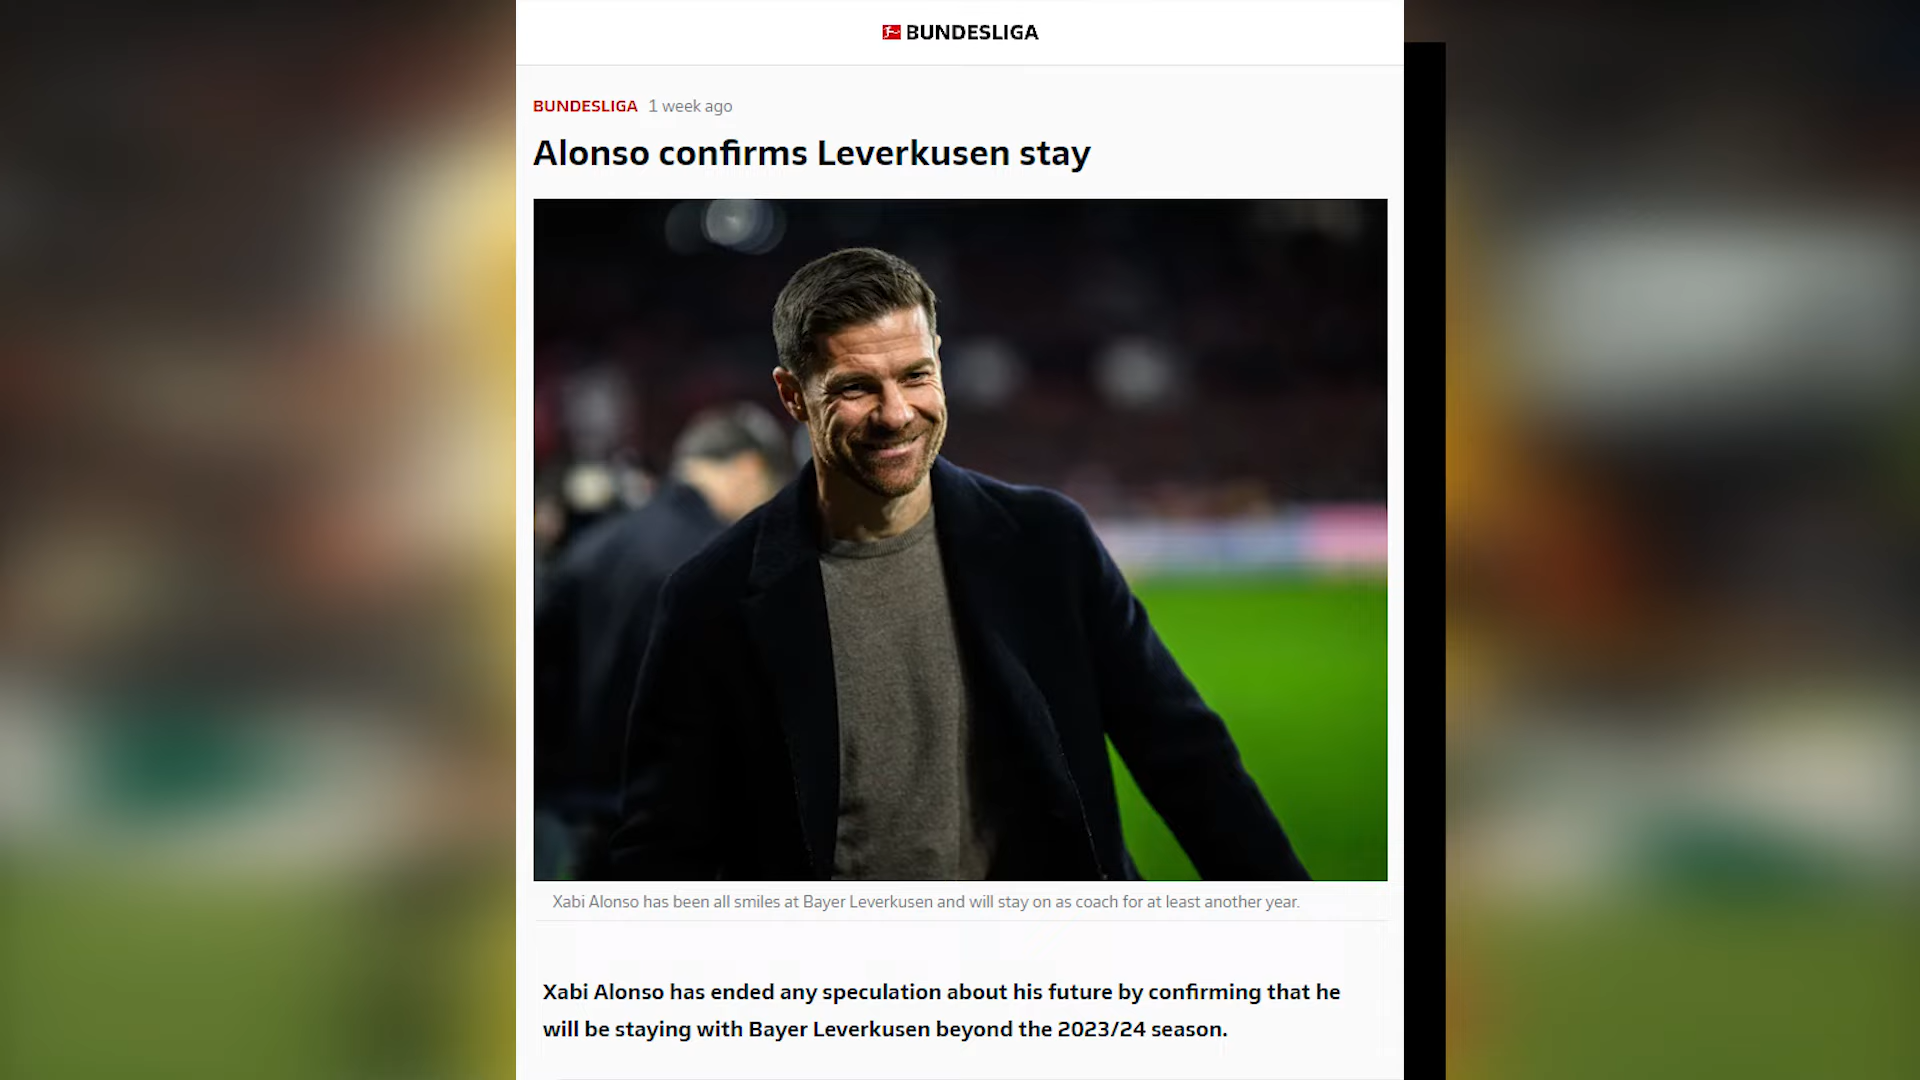 BUNDESLIGA
BUNDESLIGA 1 week ago
Alonso confirms Leverkusen stay
Xabi Alonso has been all smiles at Bayer Leverkusen and will stay on as coach for at least another year.
Xabi Alonso has ended any speculation about his future by confirming that he
will be staying with Bayer Leverkusen beyond the 2023/24 season.